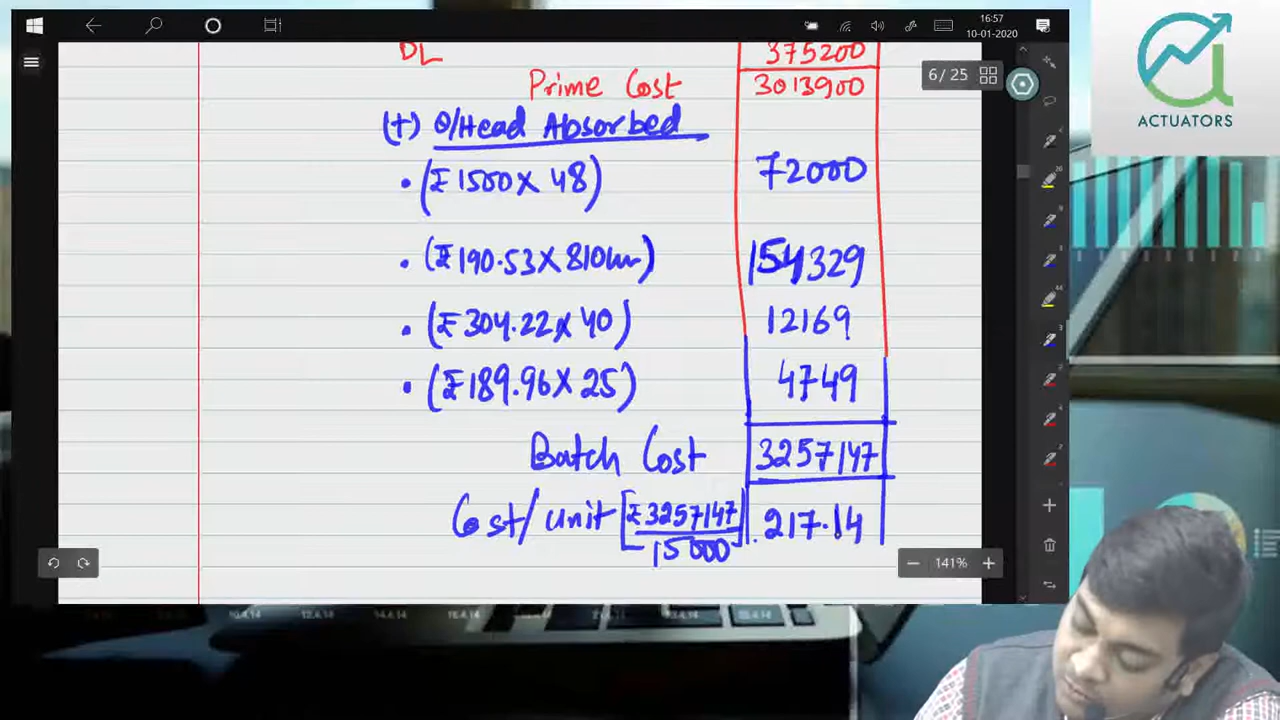 16:57
10-01-2020
DL 375200
6 / 25
Prime Cost 3013900
(+) O/Head Absorbed
• (₹1500 X 48) 72000
• (₹190.53 X 810hr) 154329
• (₹304.22 X 40) 12169
• (₹189.96 X 25) 4749
Batch Cost 3257147
Cost/unit [₹3257147/15000] 217.14
141%
ACTUATORS